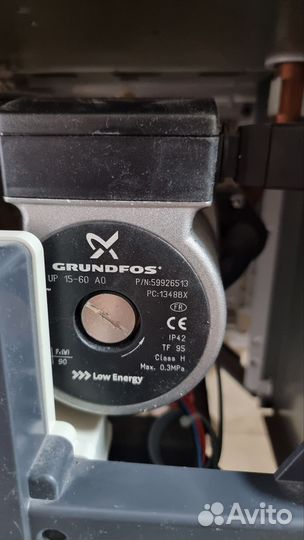 GRUNDFOS
UP 15-60 AO P/N:59926513
PC:1348BX
FR
CE
IP42
TF 95
Class H
Max. 0.3MPa
F.(V)
90
Low Energy
Avito